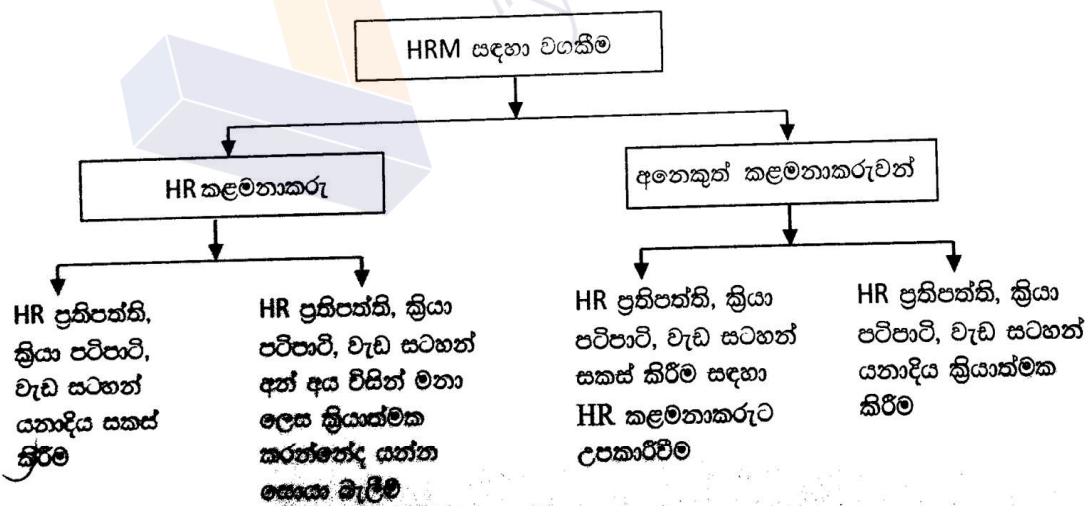 HRM සඳහා වගකීම
HR කළමනාකරු
අනෙකුත් කළමනාකරුවන්
HR ප්‍රතිපත්ති,
ක්‍රියා පටිපාටි,
වැඩ සටහන්
යනාදිය සකස්
කිරීම
HR ප්‍රතිපත්ති, ක්‍රියා
පටිපාටි, වැඩ සටහන්
අන් අය විසින් මනා
ලෙස ක්‍රියාත්මක
කරන්නේද යන්න
සොයා බැලීම
HR ප්‍රතිපත්ති, ක්‍රියා
පටිපාටි, වැඩ සටහන්
සකස් කිරීම සඳහා
HR කළමනාකරුට
උපකාරීවීම
HR ප්‍රතිපත්ති, ක්‍රියා
පටිපාටි, වැඩ සටහන්
යනාදිය ක්‍රියාත්මක
කිරීම